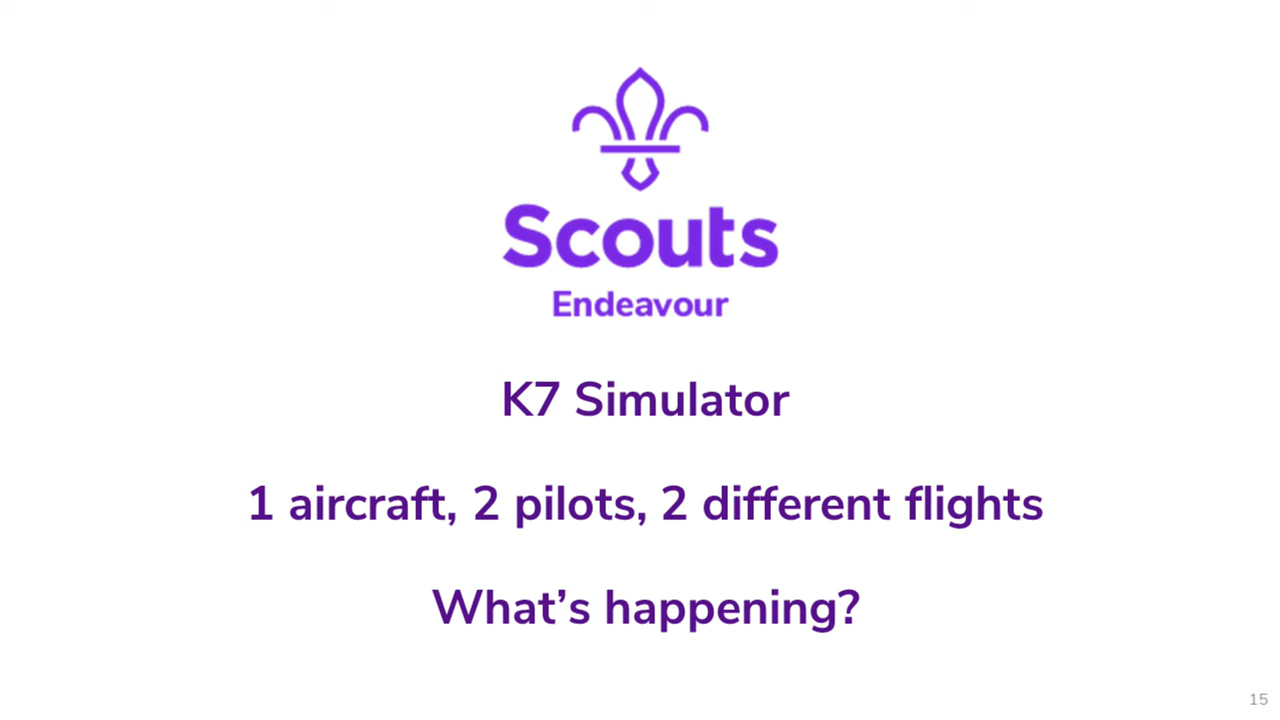 Scouts
Endeavour
K7 Simulator
1 aircraft, 2 pilots, 2 different flights
What’s happening?
15